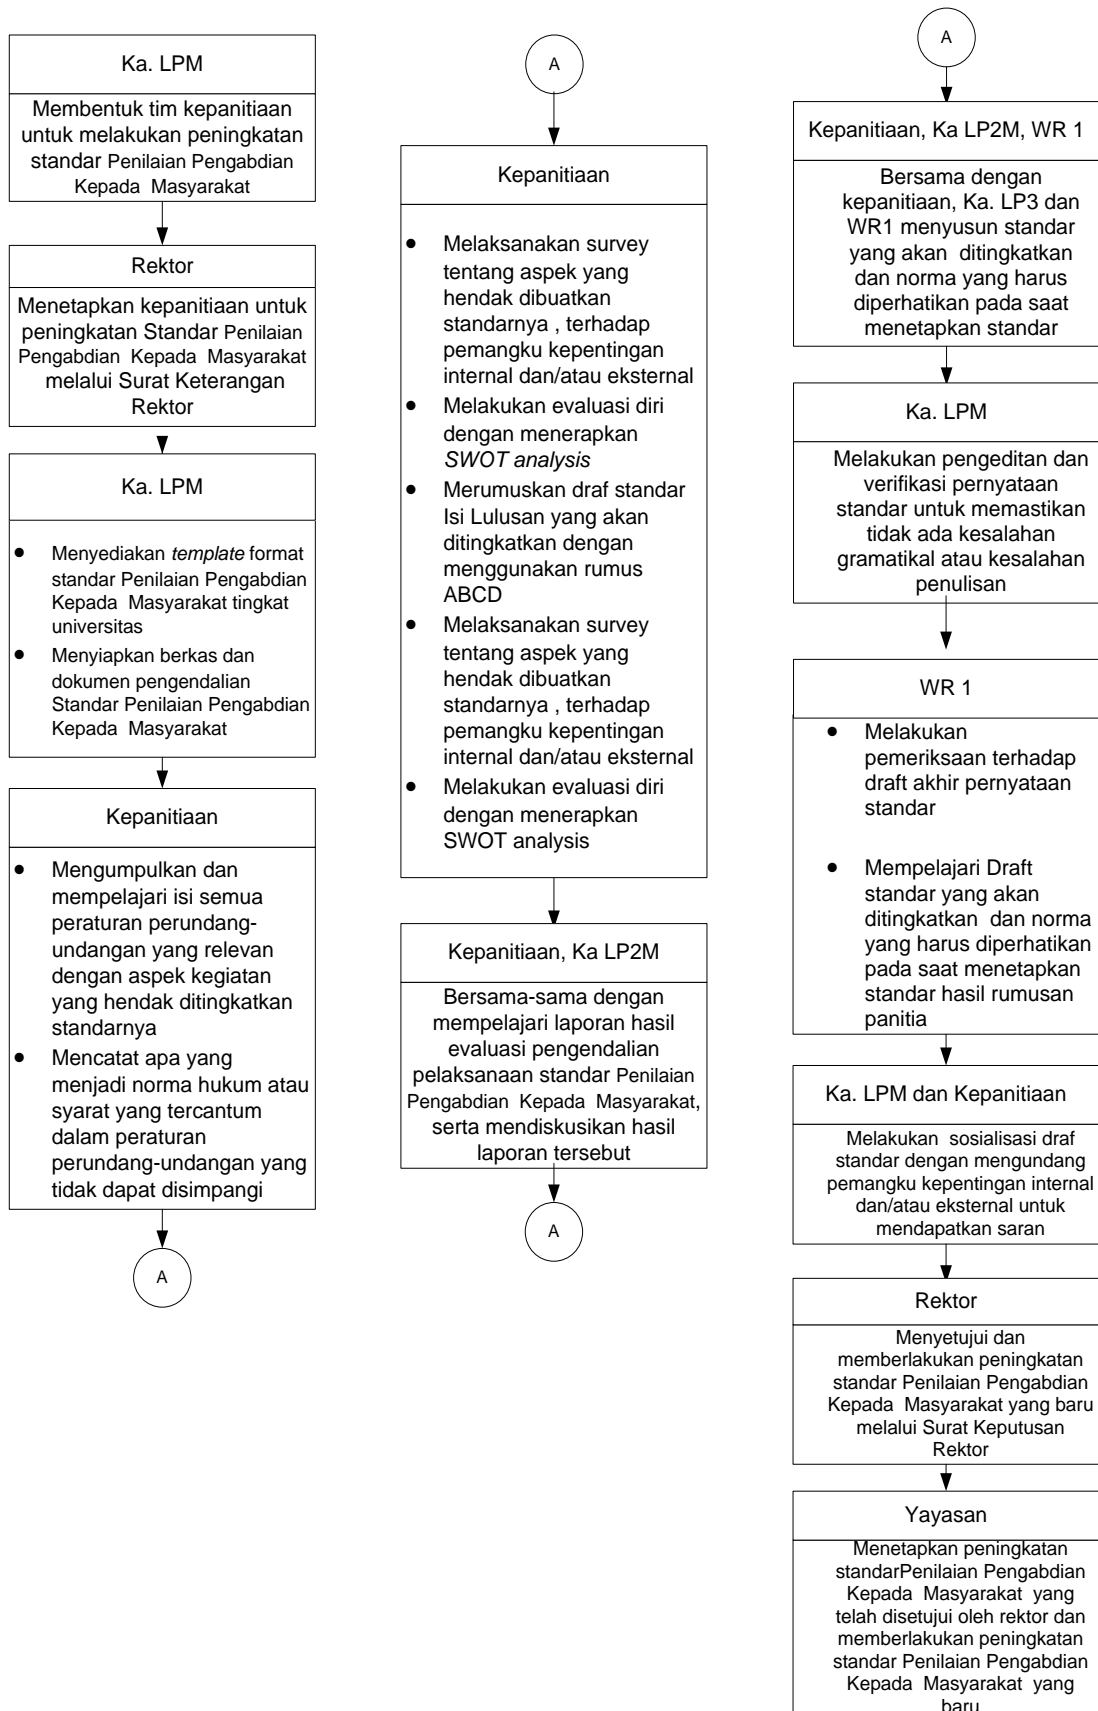 Ka. LPM
Membentuk tim kepanitiaan
untuk melakukan peningkatan
standar Penilaian Pengabdian
Kepada Masyarakat
Rektor
Menetapkan kepanitiaan untuk
peningkatan Standar Penilaian
Pengabdian Kepada Masyarakat
melalui Surat Keterangan
Rektor
Ka. LPM
• Menyediakan template format
standar Penilaian Pengabdian
Kepada Masyarakat tingkat
universitas
• Menyiapkan berkas dan
dokumen pengendalian
Standar Penilaian Pengabdian
Kepada Masyarakat
Kepanitiaan
• Mengumpulkan dan
mempelajari isi semua
peraturan perundang-
undangan yang relevan
dengan aspek kegiatan
yang hendak ditingkatkan
standarnya
• Mencatat apa yang
menjadi norma hukum atau
syarat yang tercantum
dalam peraturan
perundang-undangan yang
tidak dapat disimpangi
A
A
Kepanitiaan
• Melaksanakan survey
tentang aspek yang
hendak dibuatkan
standarnya , terhadap
pemangku kepentingan
internal dan/atau eksternal
• Melakukan evaluasi diri
dengan menerapkan
SWOT analysis
• Merumuskan draf standar
Isi Lulusan yang akan
ditingkatkan dengan
menggunakan rumus
ABCD
• Melaksanakan survey
tentang aspek yang
hendak dibuatkan
standarnya , terhadap
pemangku kepentingan
internal dan/atau eksternal
• Melakukan evaluasi diri
dengan menerapkan
SWOT analysis
Kepanitiaan, Ka LP2M
Bersama-sama dengan
mempelajari laporan hasil
evaluasi pengendalian
pelaksanaan standar Penilaian
Pengabdian Kepada Masyarakat,
serta mendiskusikan hasil
laporan tersebut
A
A
Kepanitiaan, Ka LP2M, WR 1
Bersama dengan
kepanitiaan, Ka. LP3 dan
WR1 menyusun standar
yang akan ditingkatkan
dan norma yang harus
diperhatikan pada saat
menetapkan standar
Ka. LPM
Melakukan pengeditan dan
verifikasi pernyataan
standar untuk memastikan
tidak ada kesalahan
gramatikal atau kesalahan
penulisan
WR 1
• Melakukan
pemeriksaan terhadap
draft akhir pernyataan
standar
• Mempelajari Draft
standar yang akan
ditingkatkan dan norma
yang harus diperhatikan
pada saat menetapkan
standar hasil rumusan
panitia
Ka. LPM dan Kepanitiaan
Melakukan sosialisasi draf
standar dengan mengundang
pemangku kepentingan internal
dan/atau eksternal untuk
mendapatkan saran
Rektor
Menyetujui dan
memberlakukan peningkatan
standar Penilaian Pengabdian
Kepada Masyarakat yang baru
melalui Surat Keputusan
Rektor
Yayasan
Menetapkan peningkatan
standarPenilaian Pengabdian
Kepada Masyarakat yang
telah disetujui oleh rektor dan
memberlakukan peningkatan
standar Penilaian Pengabdian
Kepada Masyarakat yang
baru